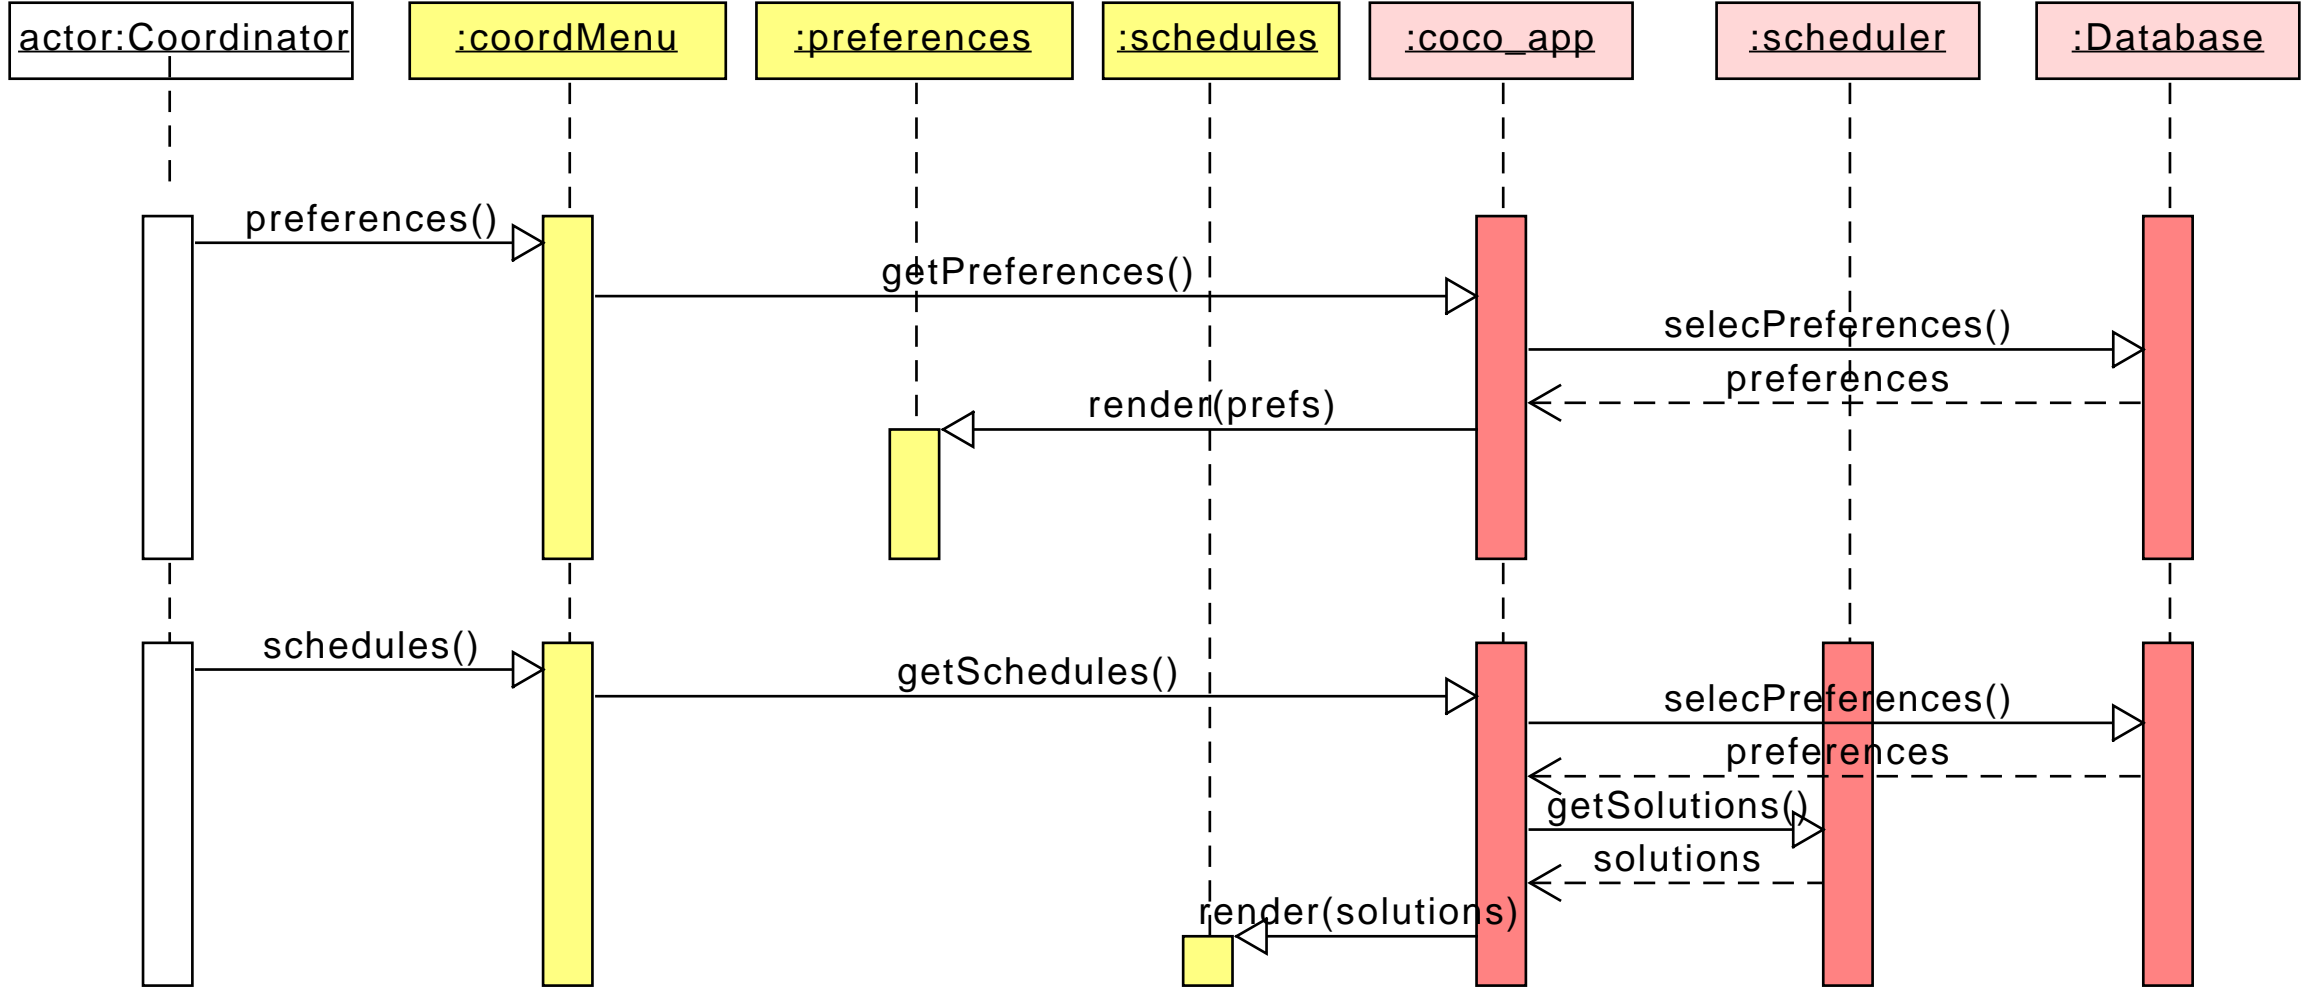 actor:Coordinator
:coordMenu
:preferences
:schedules
:coco_app
:scheduler
:Database
preferences()
getPreferences()
selecPreferences()
preferences
render(prefs)
schedules()
getSchedules()
selecPreferences()
preferences
getSolutions()
solutions
render(solutions)